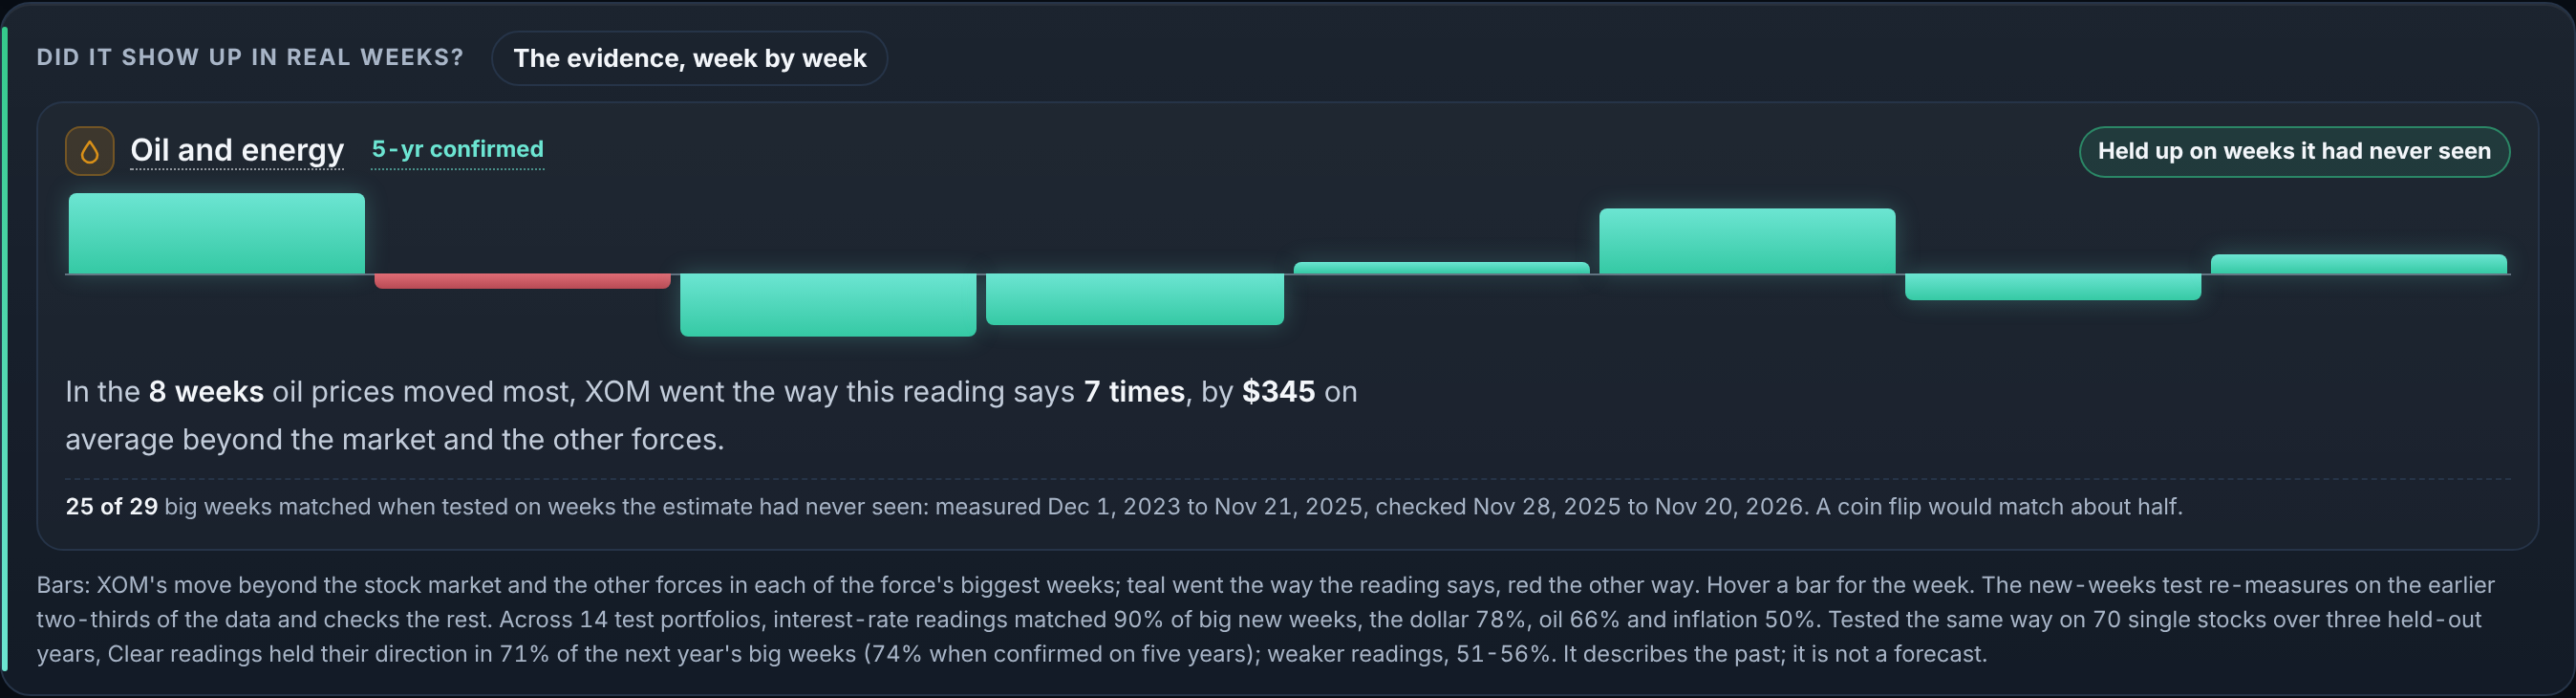 DID IT SHOW UP IN REAL WEEKS?
The evidence, week by week
Oil and energy
5-yr confirmed
Held up on weeks it had never seen
In the 8 weeks oil prices moved most, XOM went the way this reading says 7 times, by $345 on
average beyond the market and the other forces.
25 of 29 big weeks matched when tested on weeks the estimate had never seen: measured Dec 1, 2023 to Nov 21, 2025, checked Nov 28, 2025 to Nov 20, 2026. A coin flip would match about half.
Bars: XOM's move beyond the stock market and the other forces in each of the force's biggest weeks; teal went the way the reading says, red the other way. Hover a bar for the week. The new-weeks test re-measures on the earlier
two-thirds of the data and checks the rest. Across 14 test portfolios, interest-rate readings matched 90% of big new weeks, the dollar 78%, oil 66% and inflation 50%. Tested the same way on 70 single stocks over three held-out
years, Clear readings held their direction in 71% of the next year's big weeks (74% when confirmed on five years); weaker readings, 51-56%. It describes the past; it is not a forecast.